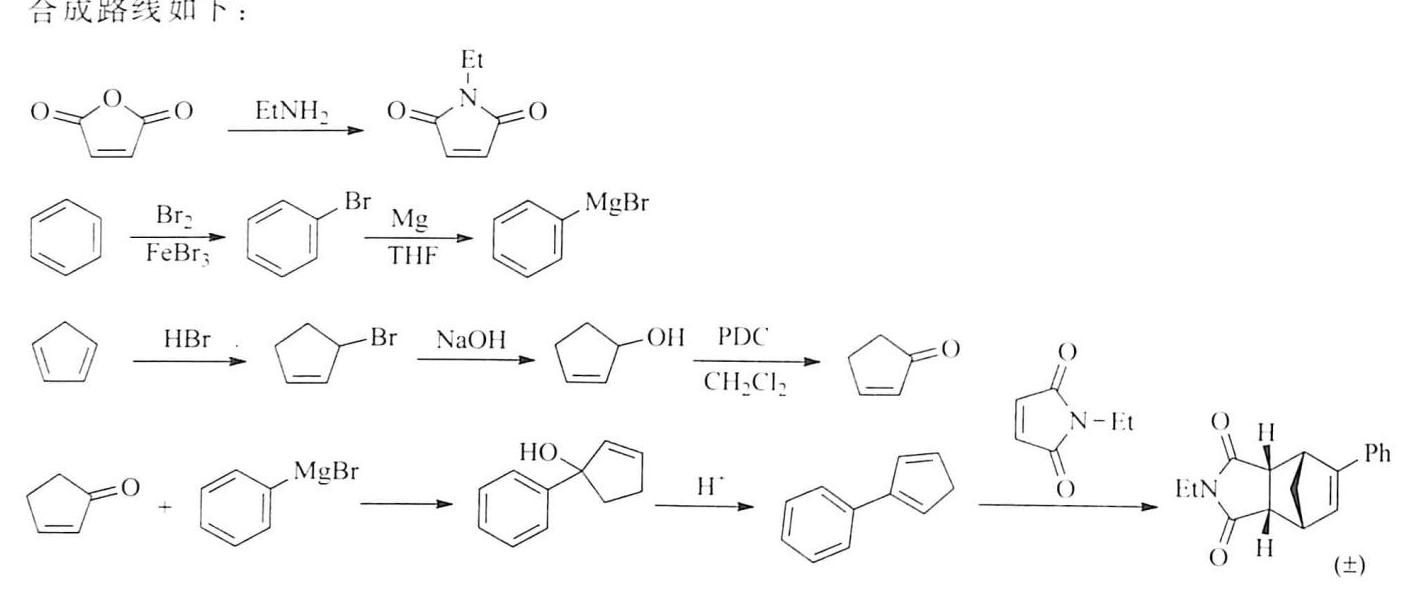 合成路线如下：
Et
O O O EtNH₂ O N O
Br MgBr
Br₂ Mg
FeBr₃ THF
HBr Br NaOH OH PDC O
CH₂Cl₂
O
N-Et
O
HO
MgBr
O + H⁺
O H Ph
EtN
O H
(±)